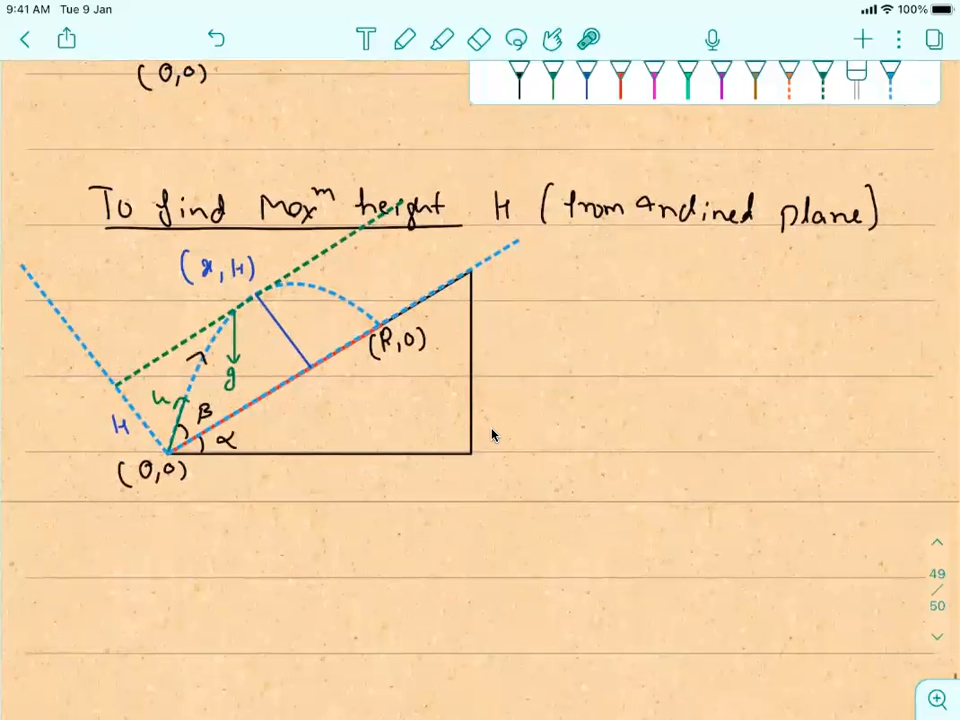 9:41 AM Tue 9 Jan
100%
T
(0,0)
To find Maxᵐ height H (from Inclined plane)
(x, H)
(R,0)
g
u
β
H
α
(0,0)
49
/
50